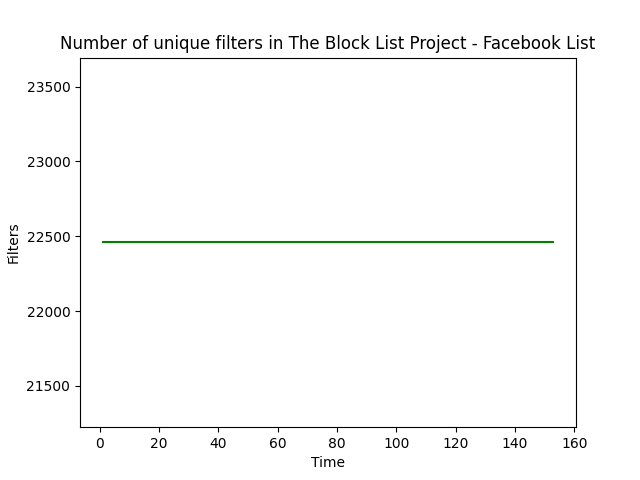 Number of unique filters in The Block List Project - Facebook List
23500
23000
22500
22000
21500
Filters
0 20 40 60 80 100 120 140 160
Time